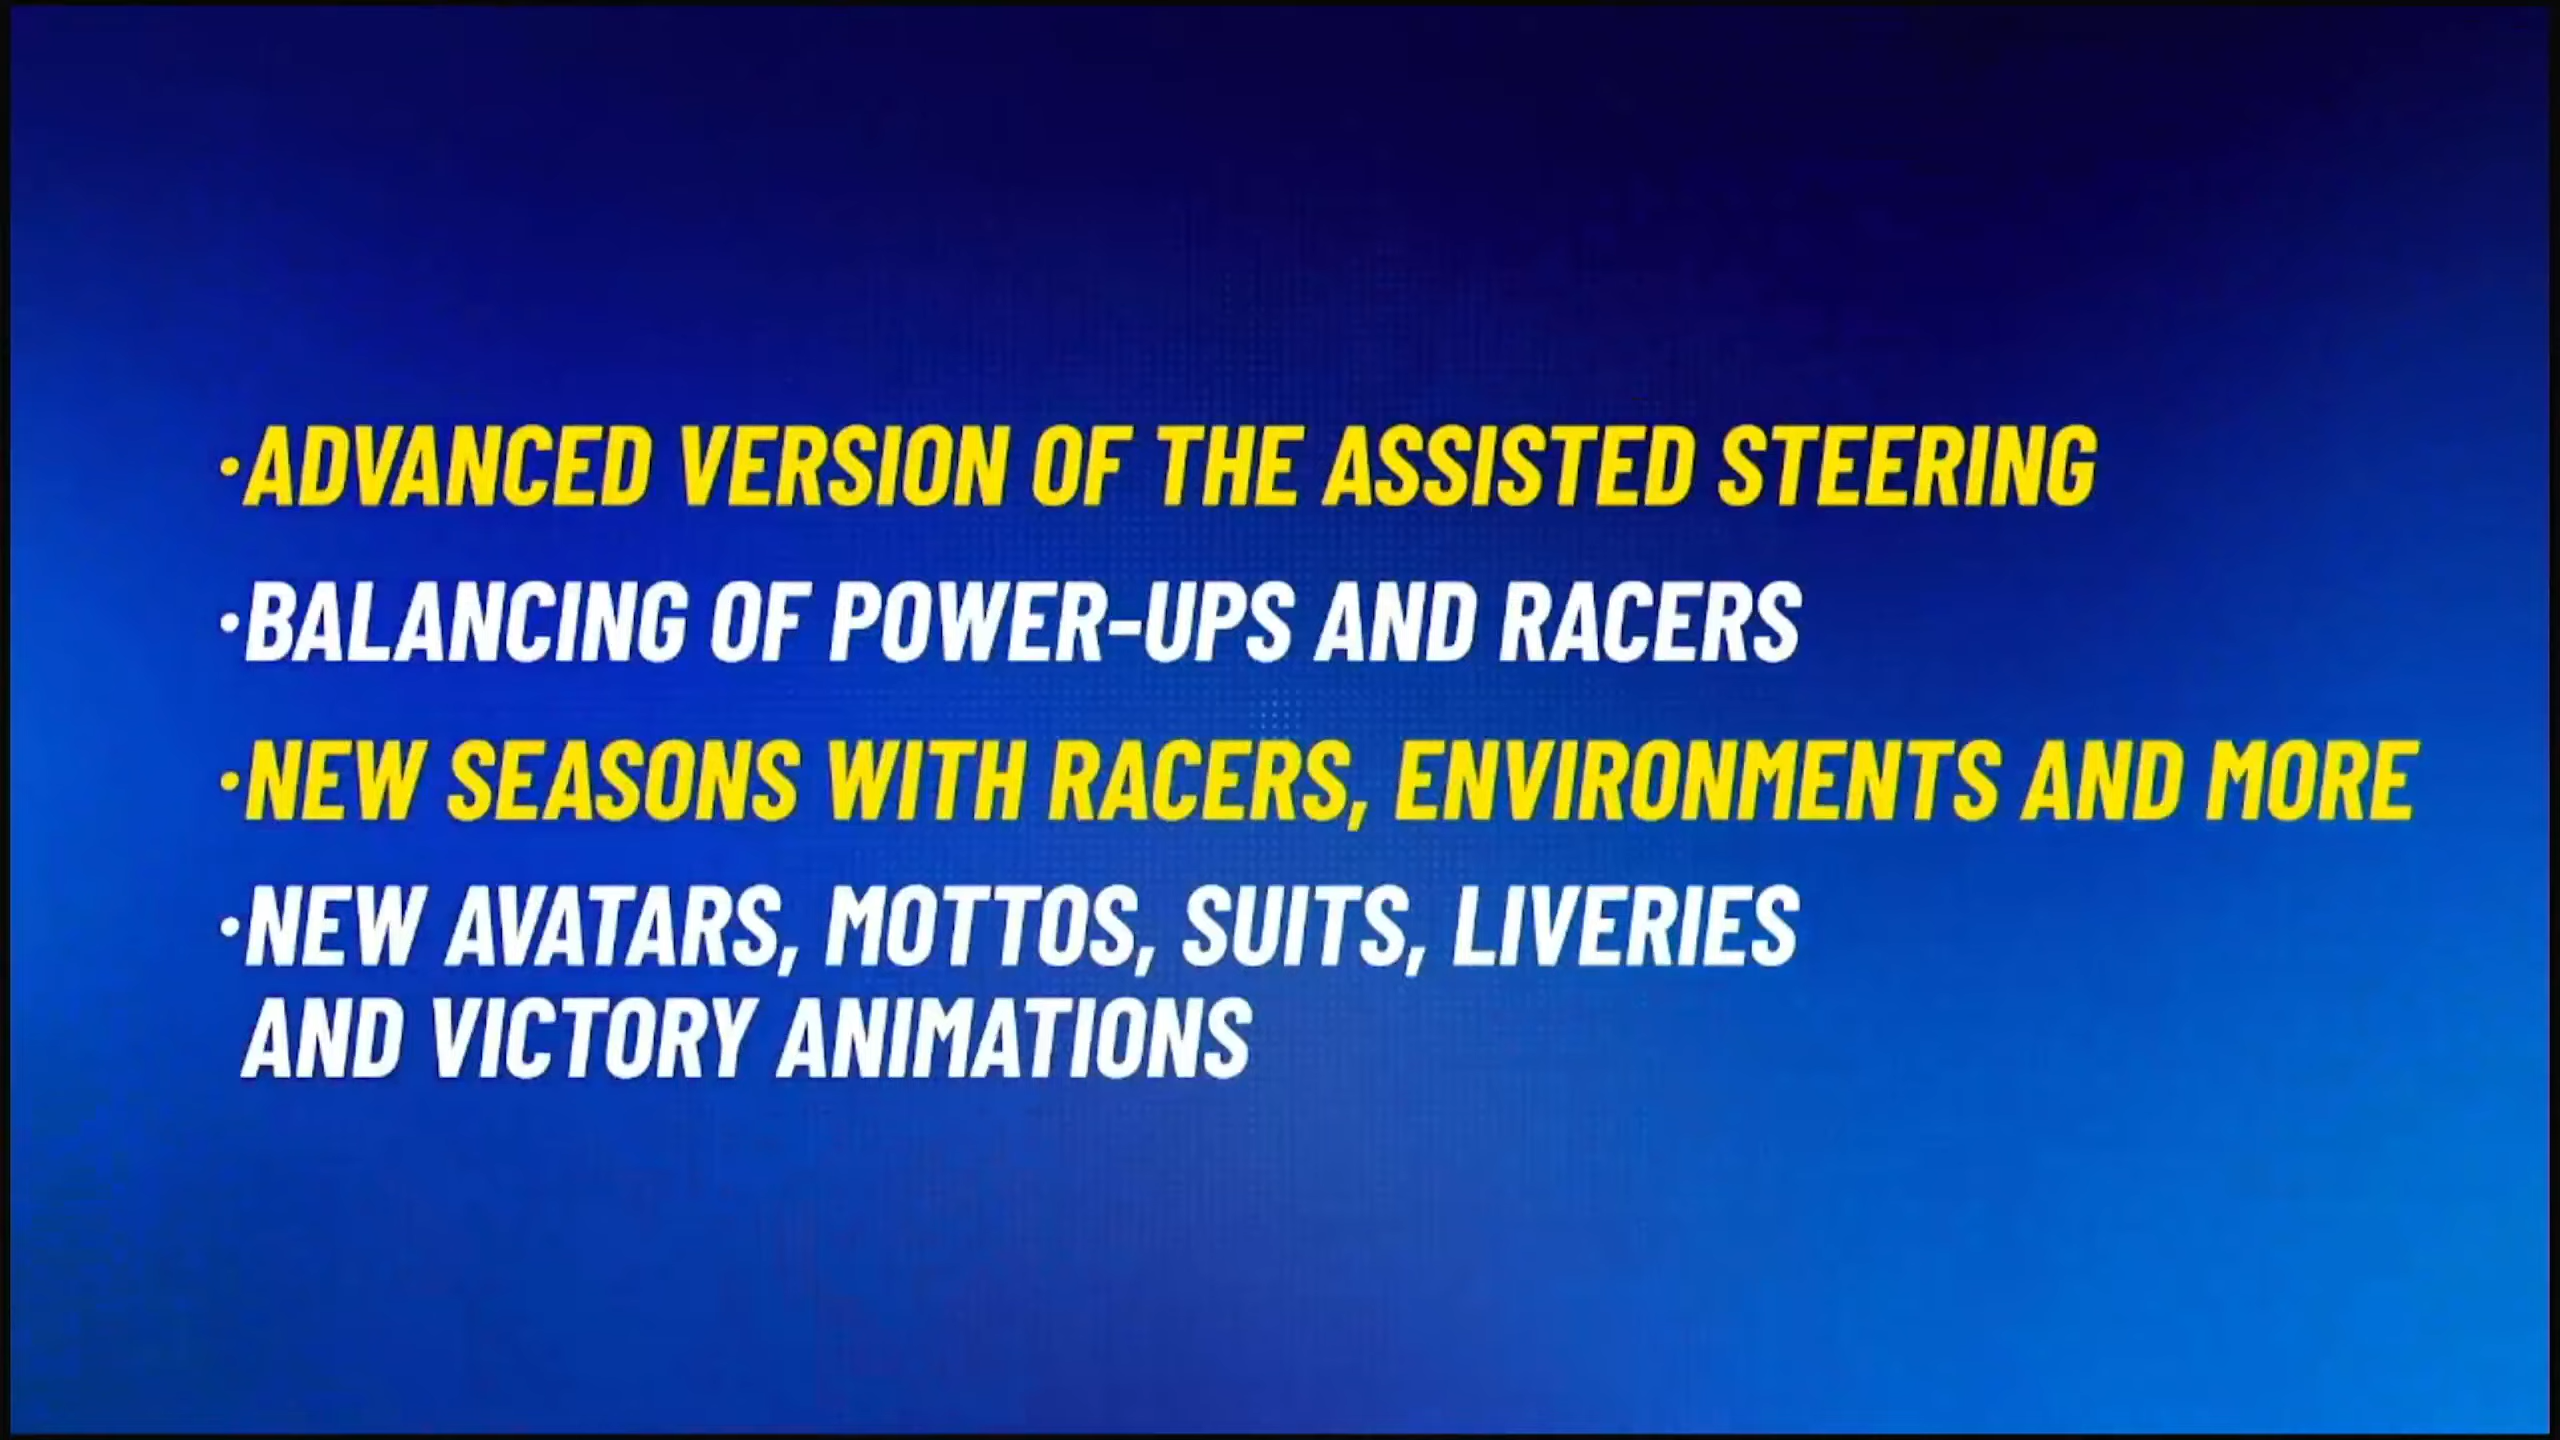 ·ADVANCED VERSION OF THE ASSISTED STEERING
·BALANCING OF POWER-UPS AND RACERS
·NEW SEASONS WITH RACERS, ENVIRONMENTS AND MORE
·NEW AVATARS, MOTTOS, SUITS, LIVERIES
AND VICTORY ANIMATIONS